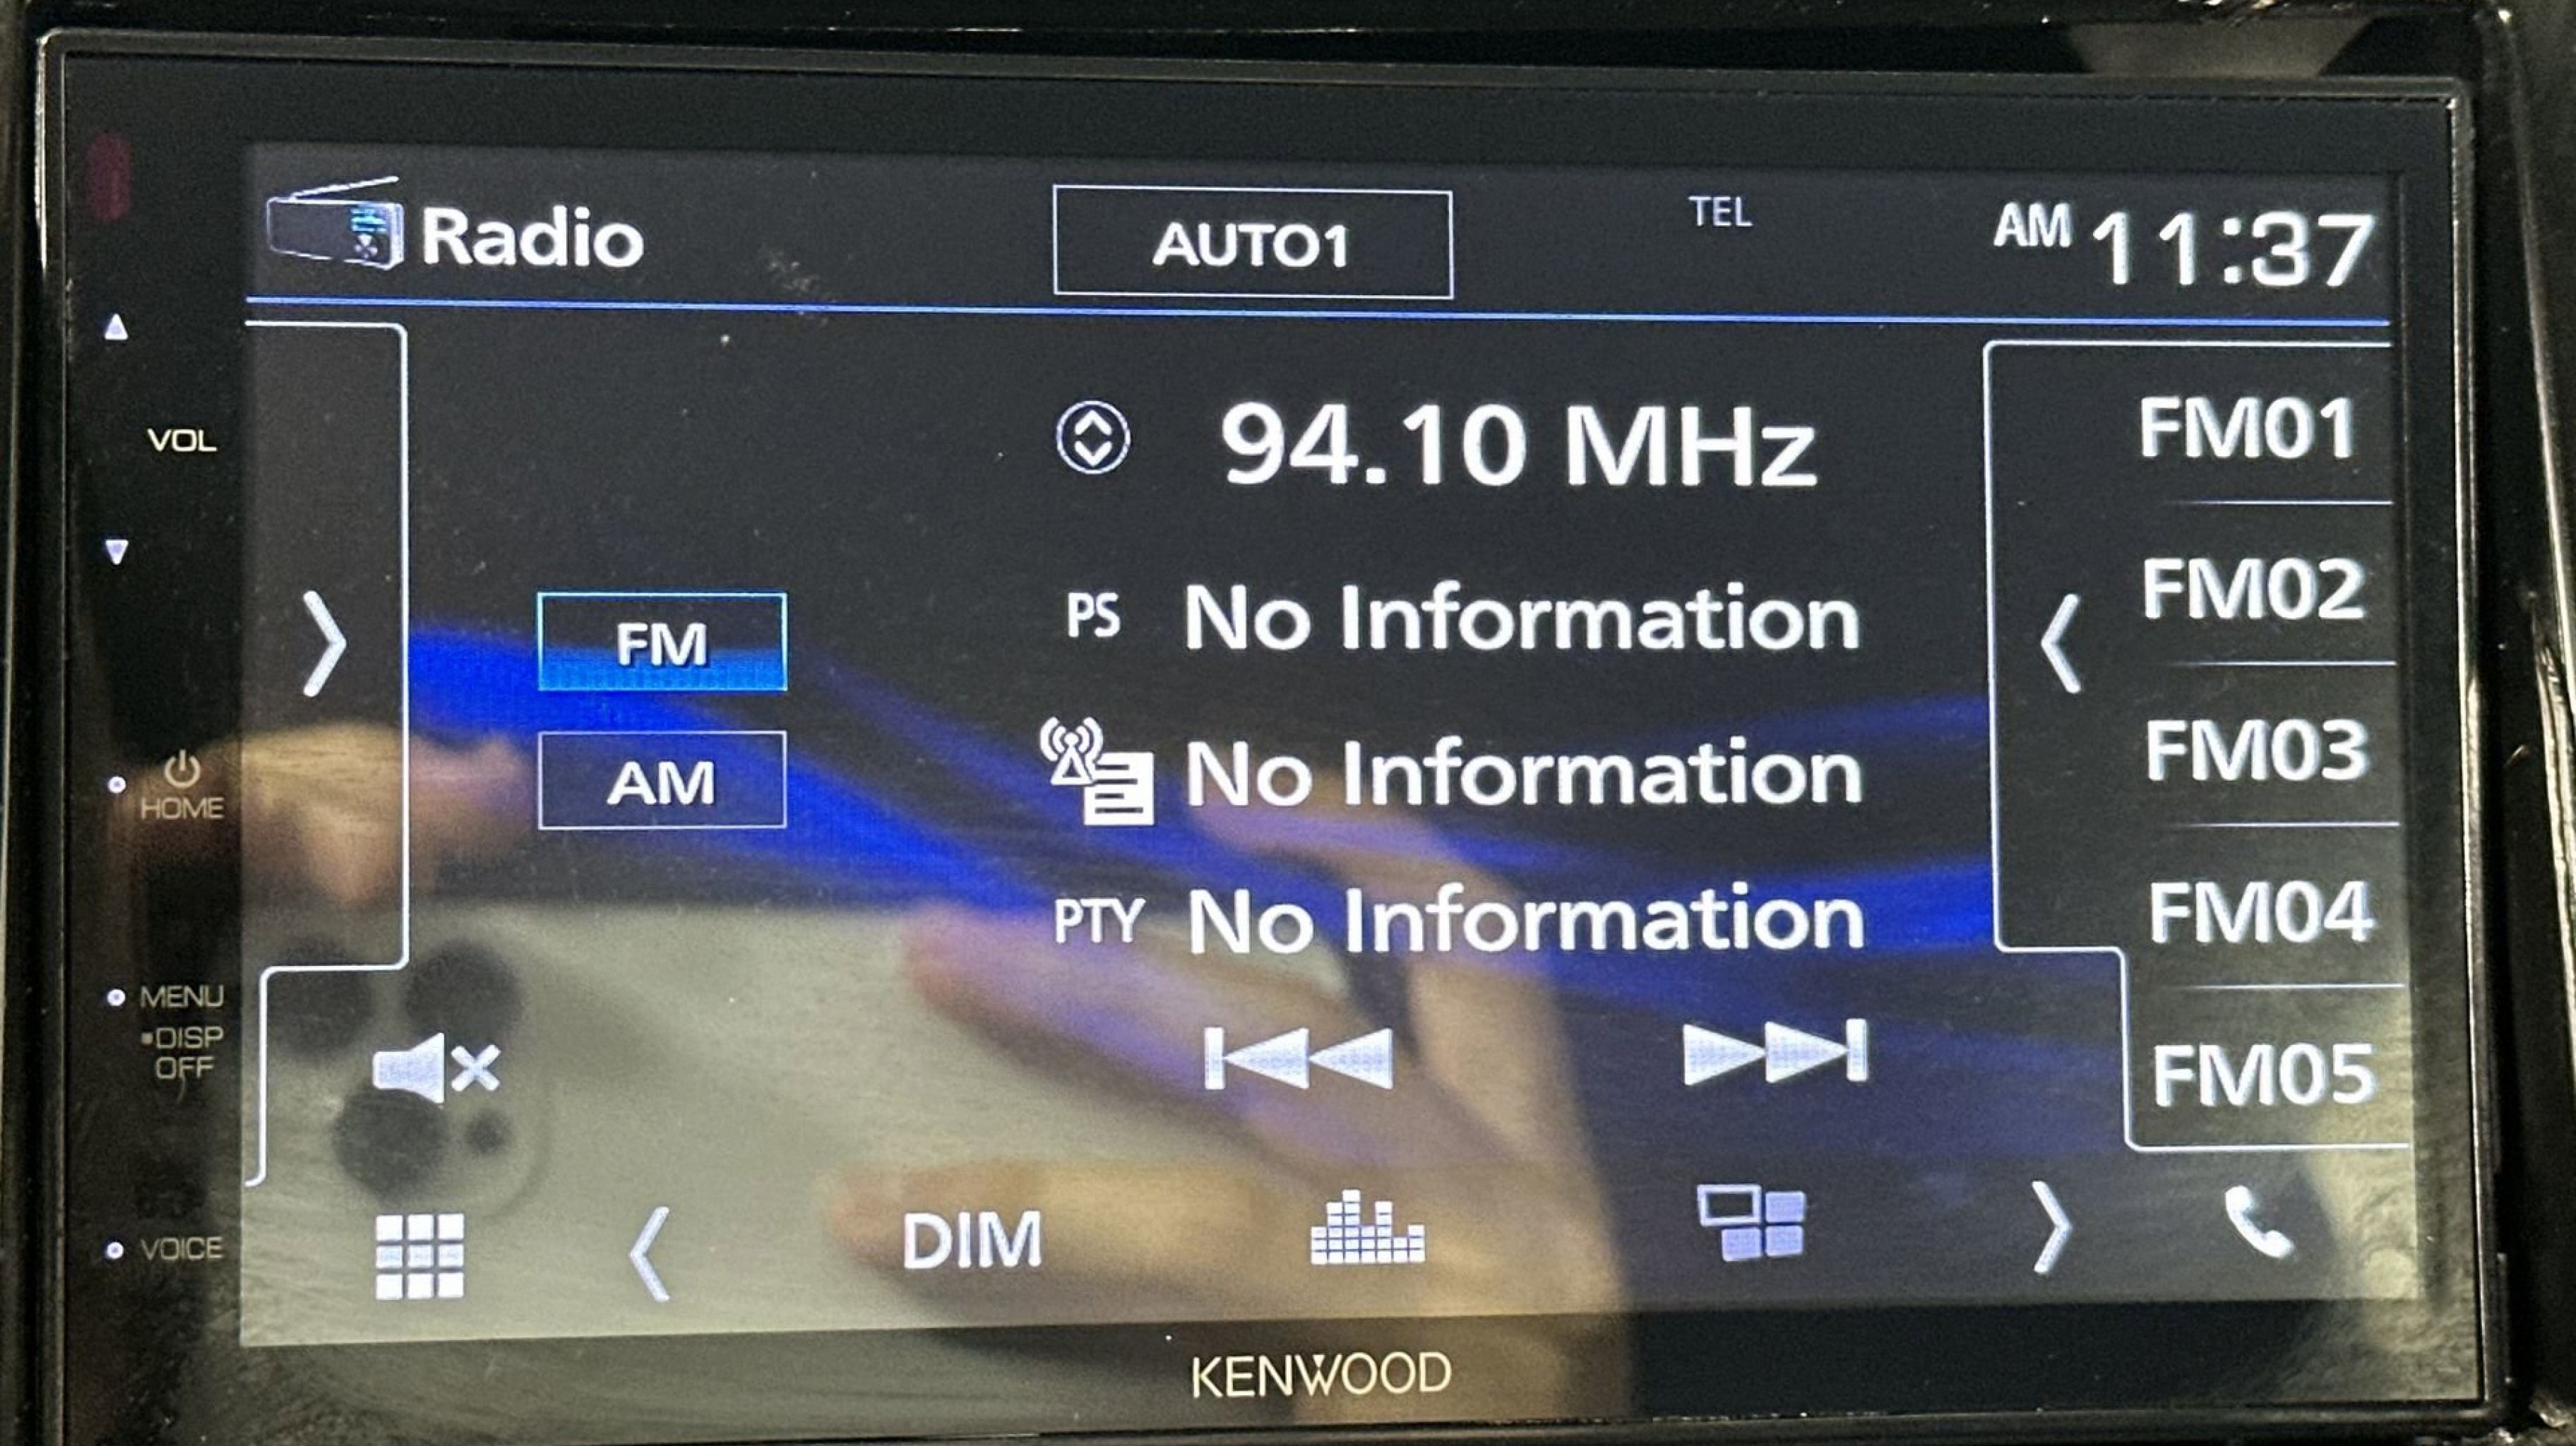 Radio
AUTO1
TEL
AM 11:37
VOL
94.10 MHz
FM01
PS No Information
FM02
FM
No Information
FM03
AM
HOME
PTY No Information
FM04
MENU
DISP
OFF
FM05
VOICE
DIM
KENWOOD